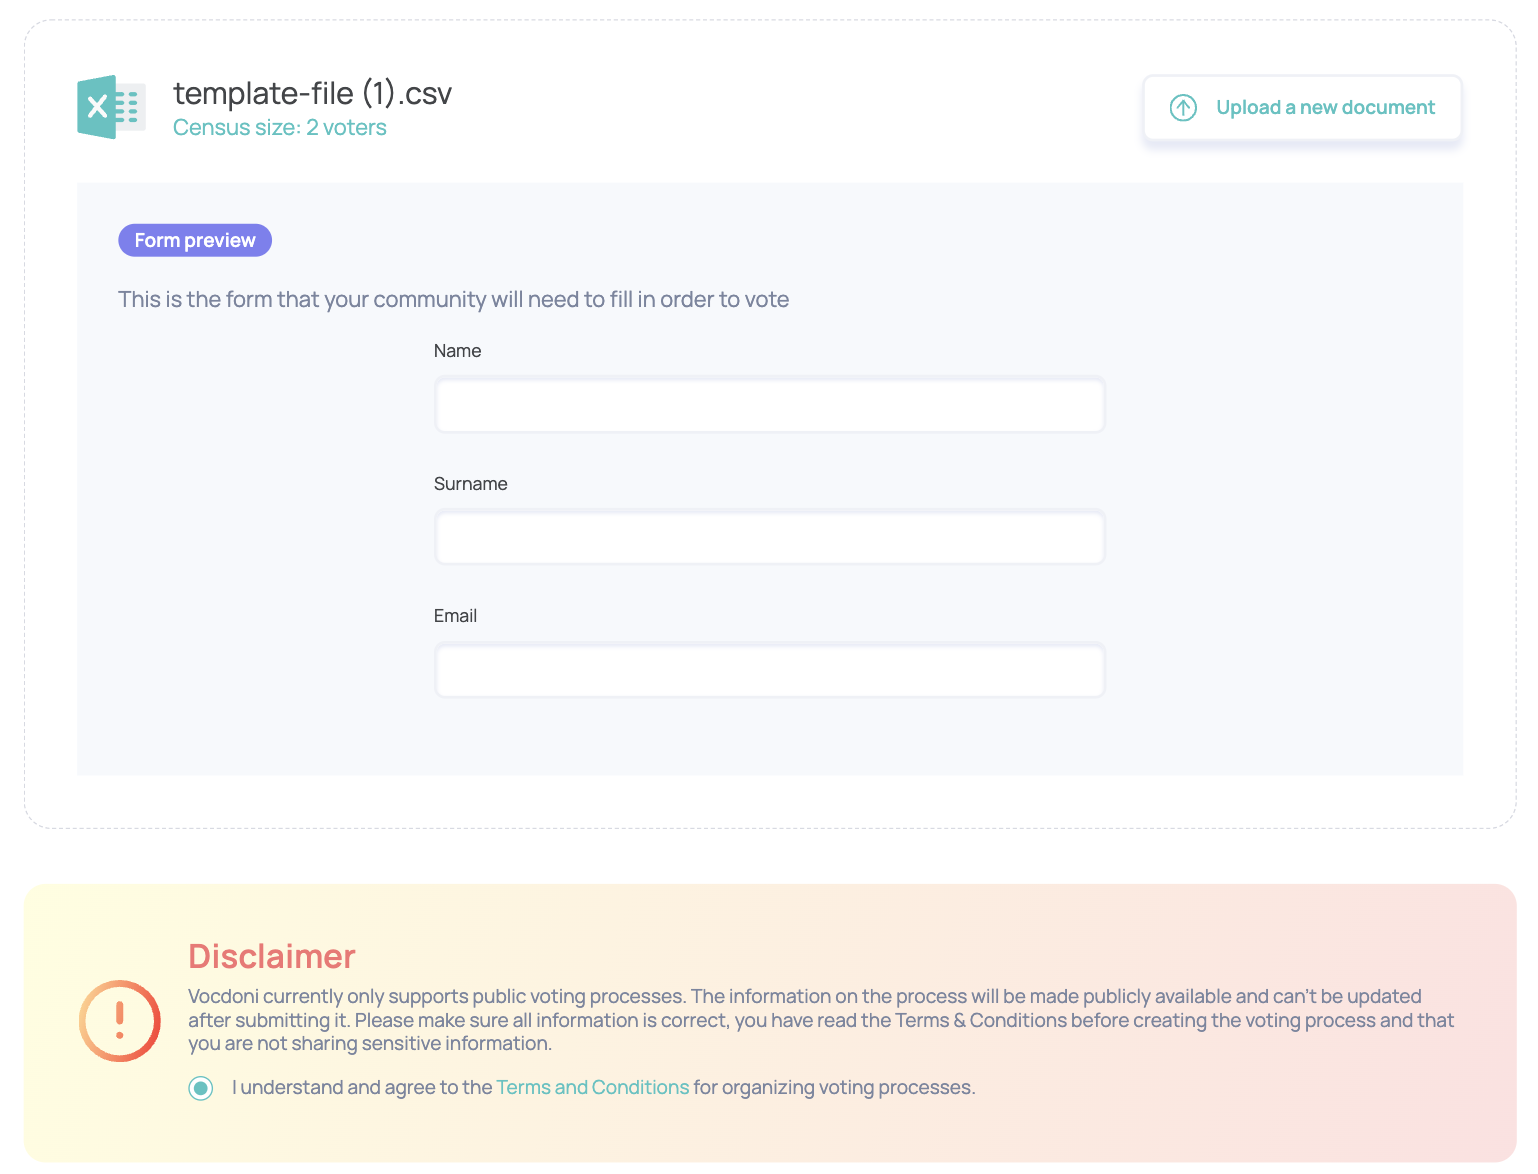 template-file (1).csv
Census size: 2 voters
Upload a new document
Form preview
This is the form that your community will need to fill in order to vote
Name
Surname
Email
Disclaimer
Vocdoni currently only supports public voting processes. The information on the process will be made publicly available and can't be updated
after submitting it. Please make sure all information is correct, you have read the Terms & Conditions before creating the voting process and that
you are not sharing sensitive information.
I understand and agree to the Terms and Conditions for organizing voting processes.